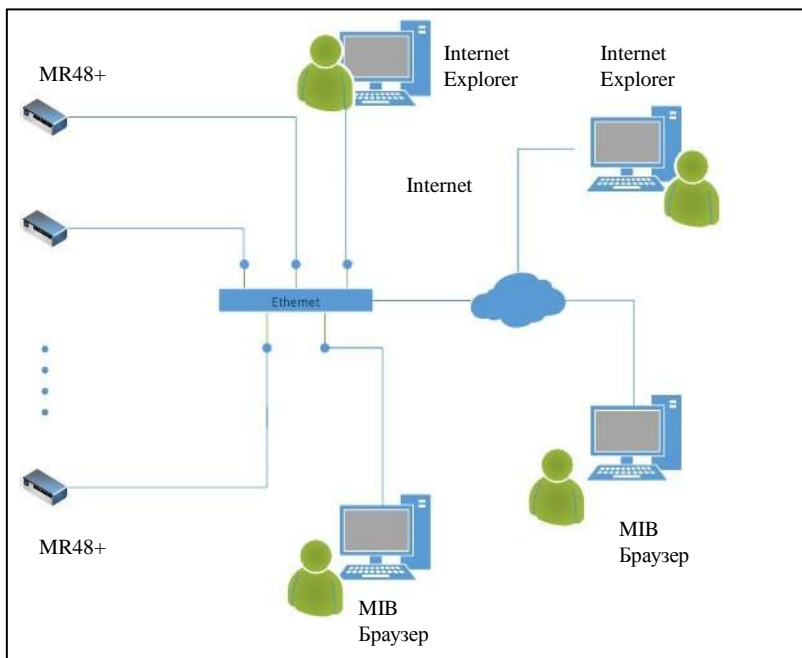 Internet
Explorer
Internet
Explorer
MR48+
Internet
Ethernet
MR48+
MIB
Браузер
MIB
Браузер